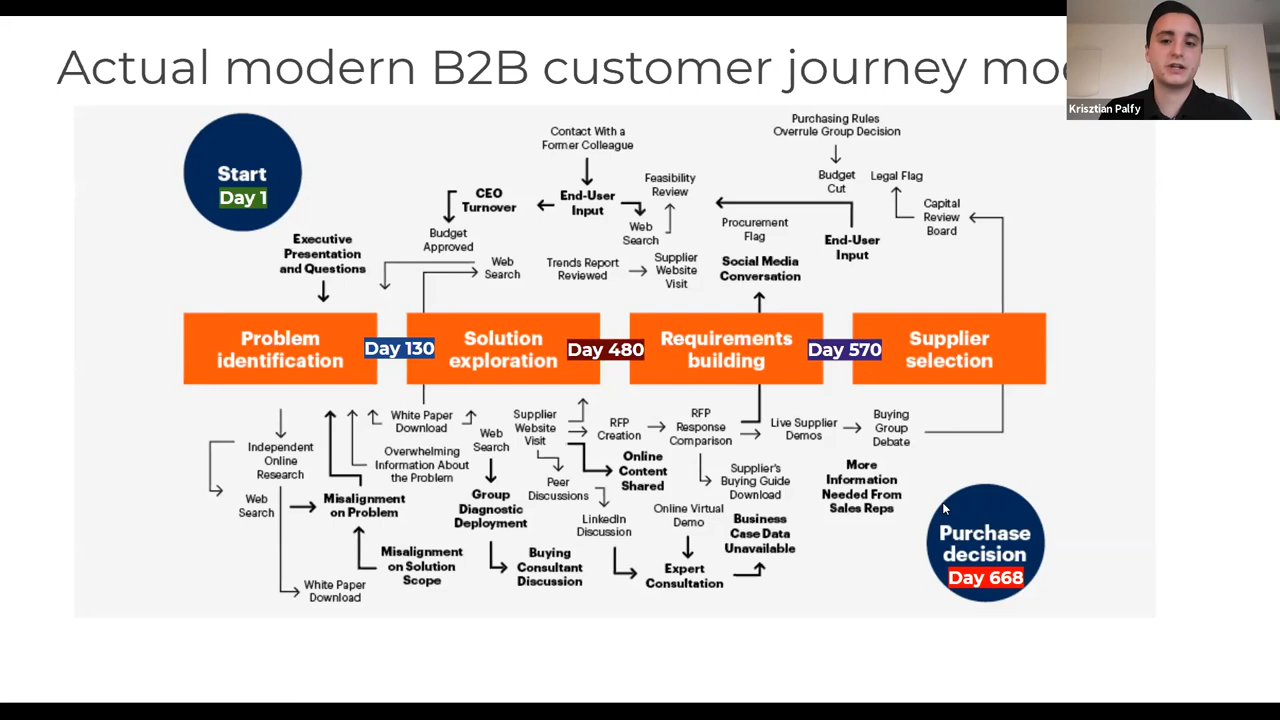 Actual modern B2B customer journey mo
Krisztian Palfy
Start
Day 1
Contact With a
Former Colleague
Purchasing Rules
Overrule Group Decision
Budget
Cut
Legal Flag
Capital
Review
Board
Feasibility
Review
CEO
Turnover
End-User
Input
Web
Search
Procurement
Flag
End-User
Input
Budget
Approved
Executive
Presentation
and Questions
Web
Search
Trends Report
Reviewed
Supplier
Website
Visit
Social Media
Conversation
Problem
identification
Day 130
Solution
exploration
Day 480
Requirements
building
Day 570
Supplier
selection
White Paper
Download
Supplier
Website
Visit
RFP
Creation
RFP
Response
Comparison
Live Supplier
Demos
Buying
Group
Debate
Independent
Online
Research
Overwhelming
Information About
the Problem
Web
Search
Online
Content
Shared
Web
Search
Misalignment
on Problem
Group
Diagnostic
Deployment
Peer
Discussions
Supplier's
Buying Guide
Download
More
Information
Needed From
Sales Reps
LinkedIn
Discussion
Online Virtual
Demo
Business
Case Data
Unavailable
Misalignment
on Solution
Scope
Buying
Consultant
Discussion
Expert
Consultation
White Paper
Download
Purchase
decision
Day 668